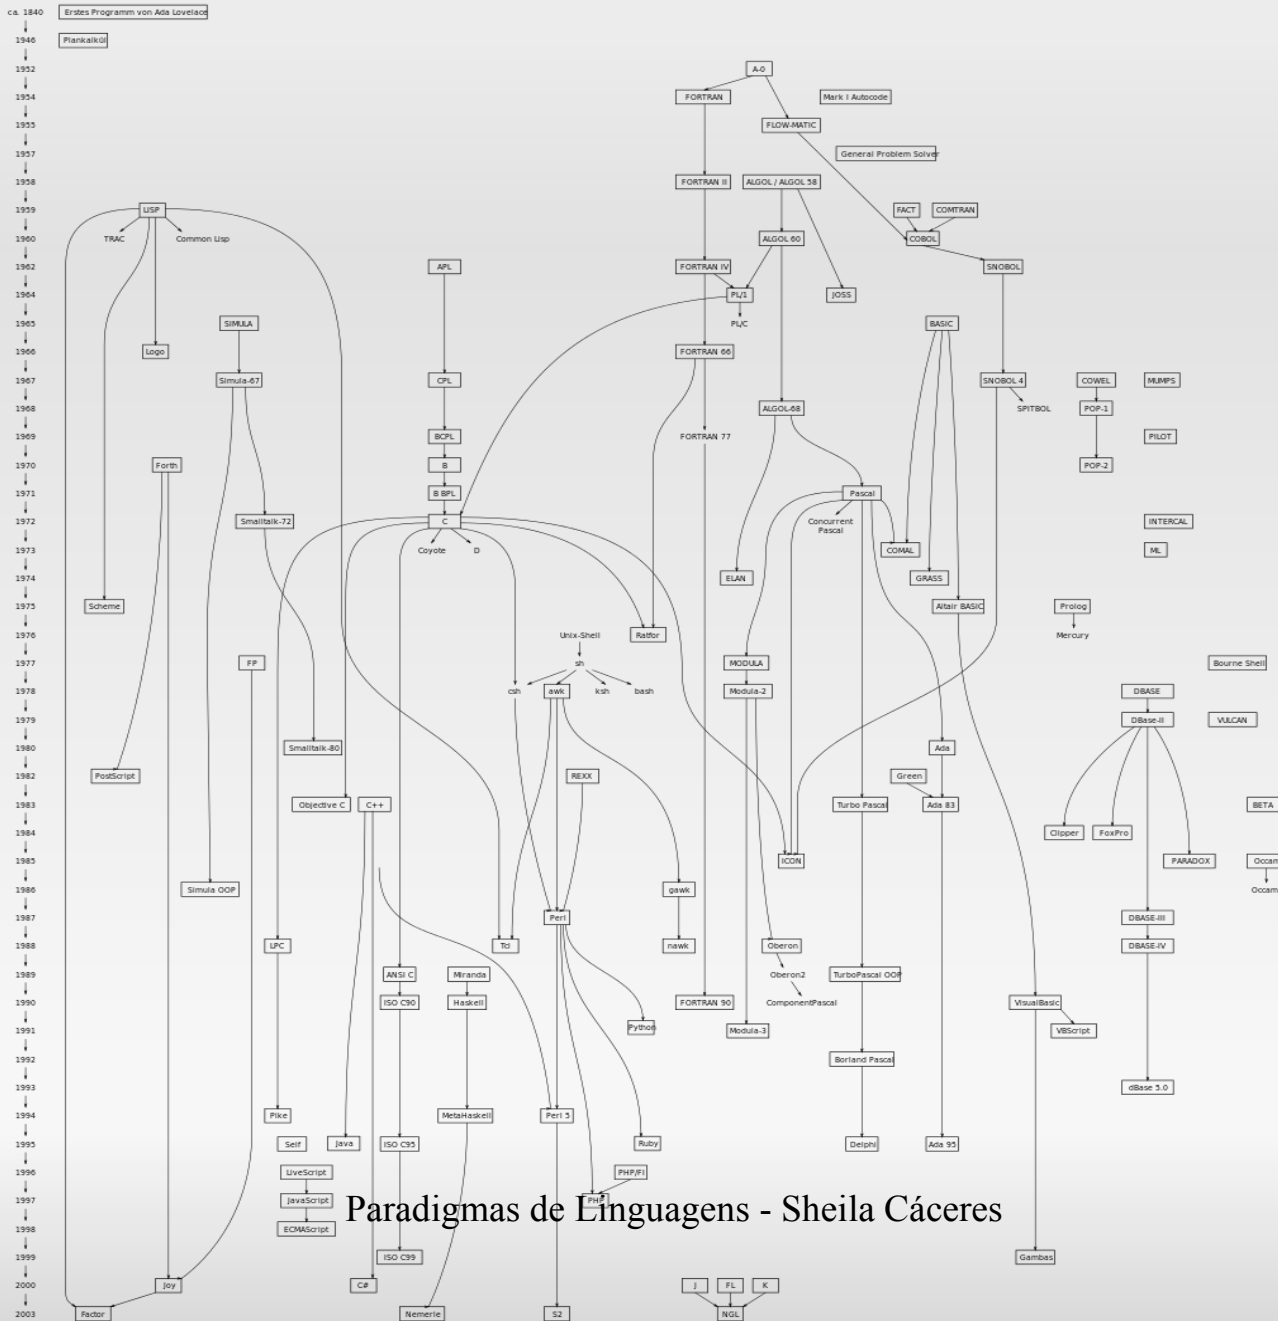 ca. 1840 Erstes Programm von Ada Lovelace
1946 Plankalkül
1952 A-0
1954 FORTRAN Mark I Autocode
1955 FLOW-MATIC
1957 General Problem Solver
1958 FORTRAN II ALGOL / ALGOL 58
1959 LISP FACT COMTRAN
1960 TRAC Common Lisp ALGOL 60 COBOL
1962 APL FORTRAN IV SNOBOL
1964 PL/1 JOSS
1965 SIMULA PL/C BASIC
1966 Logo FORTRAN 66
1967 Simula-67 CPL SNOBOL 4 COWEL MUMPS
1968 ALGOL-68 SPITBOL POP-1
1969 BCPL FORTRAN 77 PILOT
1970 Forth B POP-2
1971 B BPL Pascal
1972 Smalltalk-72 C Concurrent
Pascal INTERCAL
1973 Coyote D COMAL ML
1974 ELAN GRASS
1975 Scheme Altair BASIC Prolog
1976 Unix-Shell Ratfor Mercury
1977 FP sh MODULA Bourne Shell
1978 csh awk ksh bash Modula-2 DBASE
1979 DBase-II VULCAN
1980 Smalltalk-80 Ada
1982 PostScript REXX Green
1983 Objective C C++ Turbo Pascal Ada 83 BETA
1984 Clipper FoxPro
1985 ICON PARADOX Occam
1986 Simula OOP gawk Occam
1987 Perl DBASE-III
1988 LPC Tcl nawk Oberon DBASE-IV
1989 ANSI C Miranda Oberon2 TurboPascal OOP
1990 ISO C90 Haskell FORTRAN 90 ComponentPascal VisualBasic
1991 Python Modula-3 VBScript
1992 Borland Pascal
1993 dBase 5.0
1994 Pike MetaHaskell Perl 5
1995 Self Java ISO C95 Ruby Delphi Ada 95
1996 LiveScript PHP/FI
1997 JavaScript PHP
Paradigmas de Linguagens - Sheila Cáceres
1998 ECMAScript
1999 ISO C99 Gambas
2000 Joy C# J FL K
2003 Factor Nemerle S2 NGL